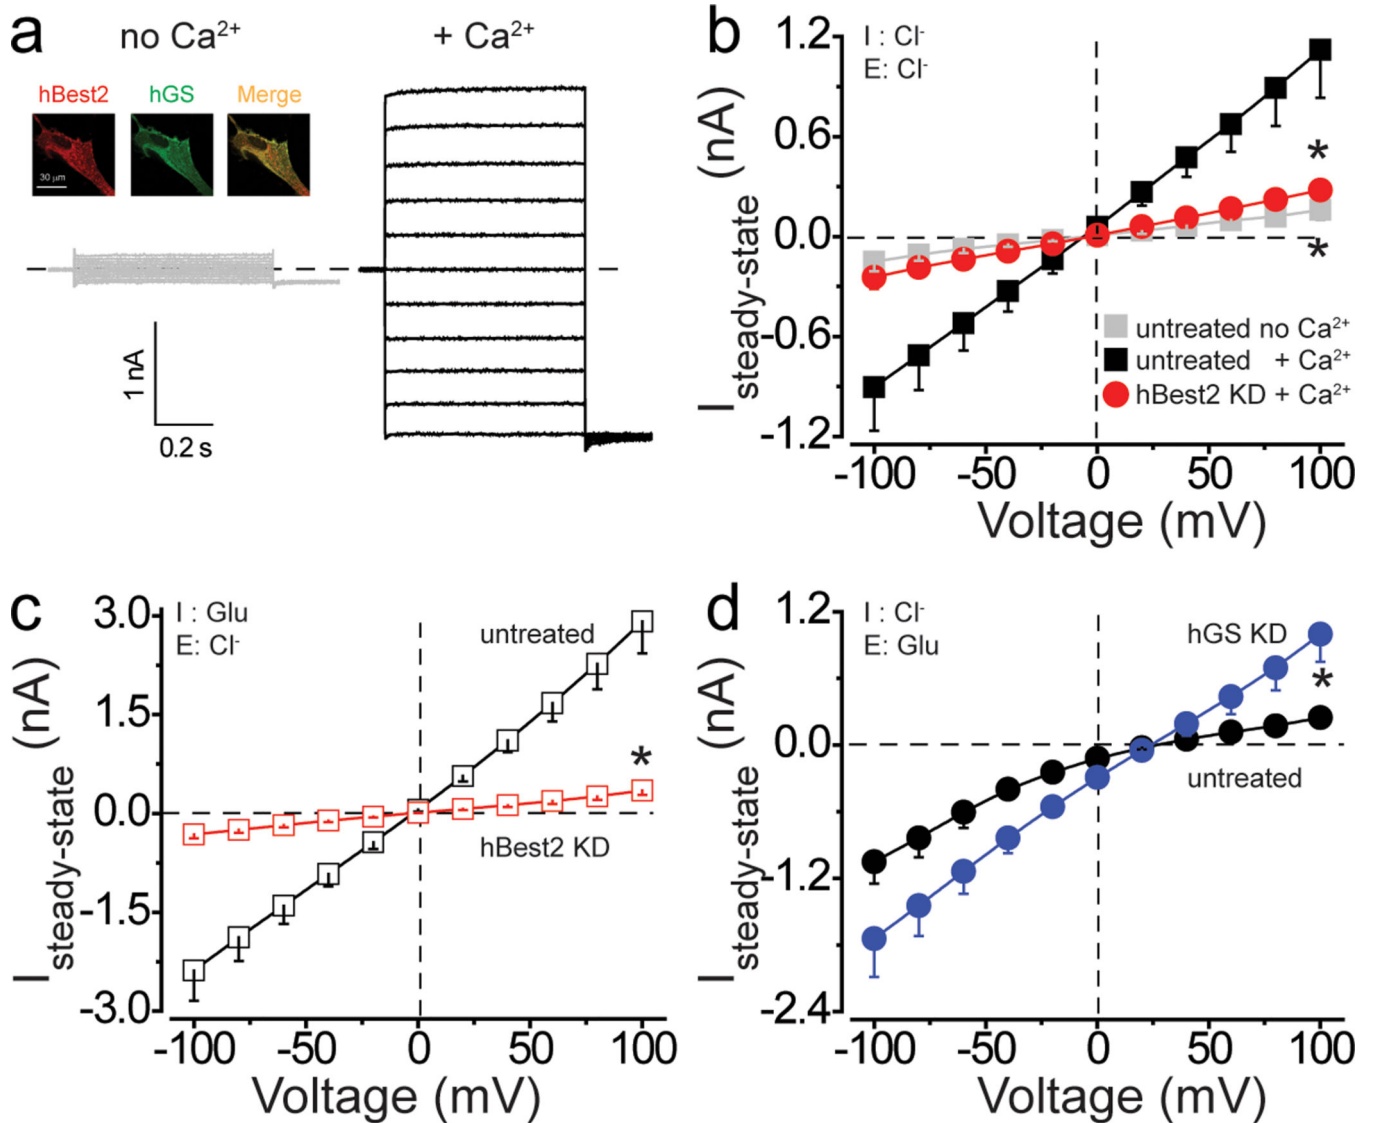 a
no Ca²⁺
+ Ca²⁺
hBest2
hGS
Merge
30 μm
1 nA
0.2 s
b
I : Cl⁻
E: Cl⁻
1.2
0.6
0.0
-0.6
-1.2
I steady-state (nA)
*
*
untreated no Ca²⁺
untreated + Ca²⁺
hBest2 KD + Ca²⁺
-100 -50 0 50 100
Voltage (mV)
c
I : Glu
E: Cl⁻
3.0
1.5
0.0
-1.5
-3.0
I steady-state (nA)
untreated
*
hBest2 KD
-100 -50 0 50 100
Voltage (mV)
d
I : Cl⁻
E: Glu
1.2
0.0
-1.2
-2.4
I steady-state (nA)
hGS KD
*
untreated
-100 -50 0 50 100
Voltage (mV)